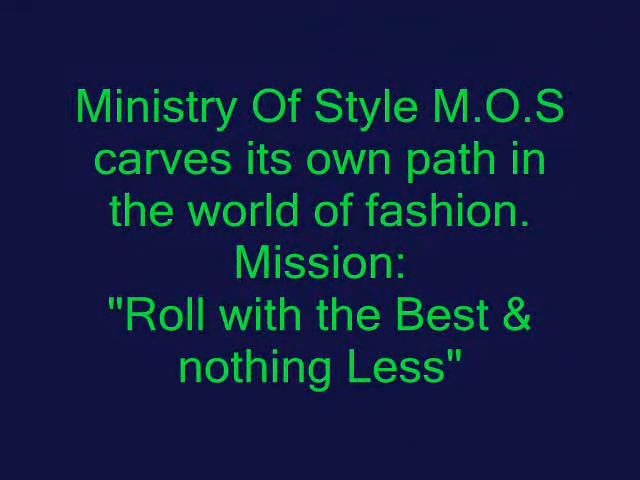 Ministry Of Style M.O.S
carves its own path in
the world of fashion.
Mission:
"Roll with the Best &
nothing Less"